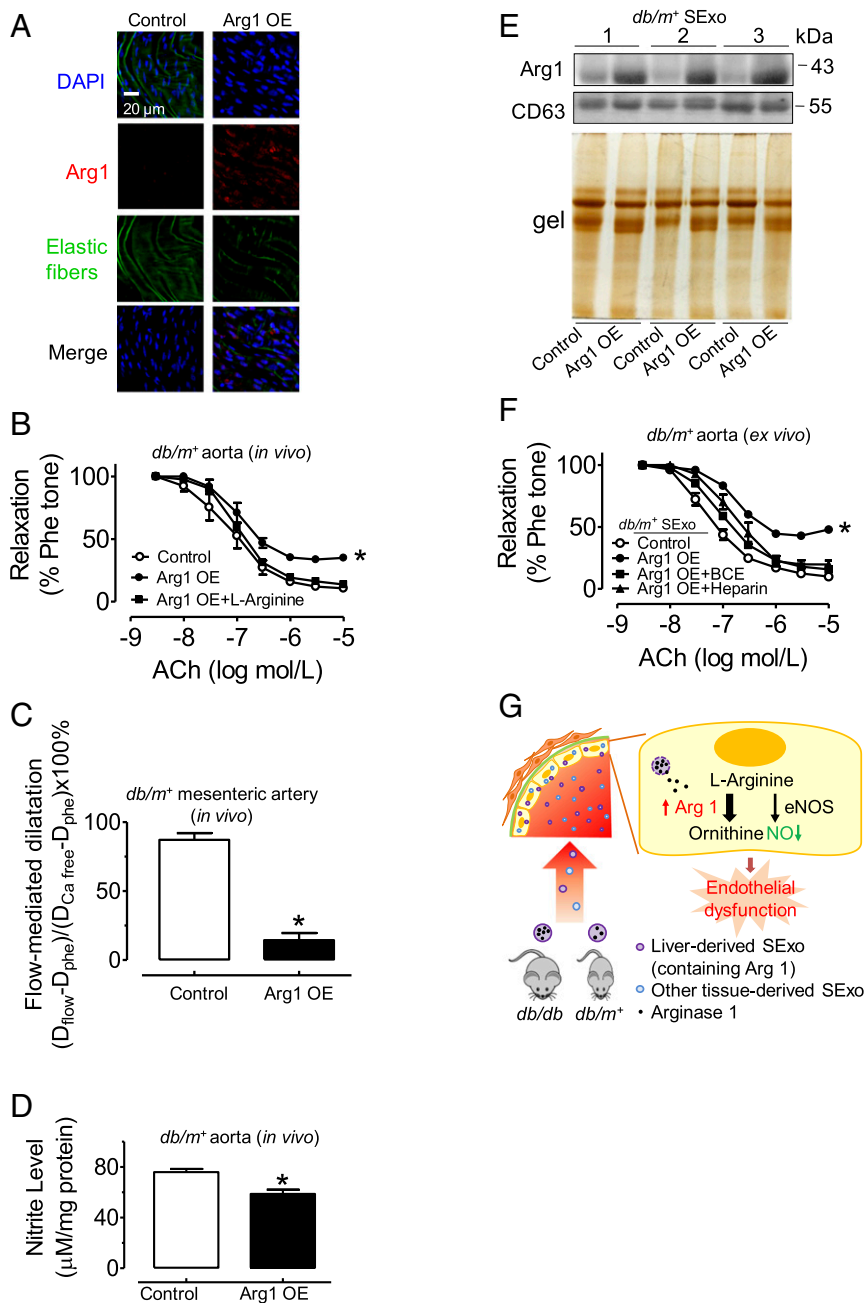 A
Control
Arg1 OE
DAPI
20 µm
Arg1
Elastic
fibers
Merge
B
db/m+ aorta (in vivo)
Relaxation
(% Phe tone)
100
50
0
Control
Arg1 OE
Arg1 OE+L-Arginine
*
-9 -8 -7 -6 -5
ACh (log mol/L)
C
db/m+ mesenteric artery
(in vivo)
Flow-mediated dilatation
(Dflow-Dphe)/(DCa free-Dphe)x100%
100
50
0
*
Control
Arg1 OE
D
db/m+ aorta (in vivo)
Nitrite Level
(µM/mg protein)
80
40
0
*
Control
Arg1 OE
E
db/m+ SExo
1 2 3 kDa
Arg1
43
CD63
55
gel
Control
Arg1 OE
Control
Arg1 OE
Control
Arg1 OE
F
db/m+ aorta (ex vivo)
Relaxation
(% Phe tone)
100
50
0
db/m+ SExo
Control
Arg1 OE
Arg1 OE+BCE
Arg1 OE+Heparin
*
-9 -8 -7 -6 -5
ACh (log mol/L)
G
L-Arginine
Arg 1
eNOS
Ornithine NO
Endothelial
dysfunction
db/db
db/m+
Liver-derived SExo
(containing Arg 1)
Other tissue-derived SExo
Arginase 1